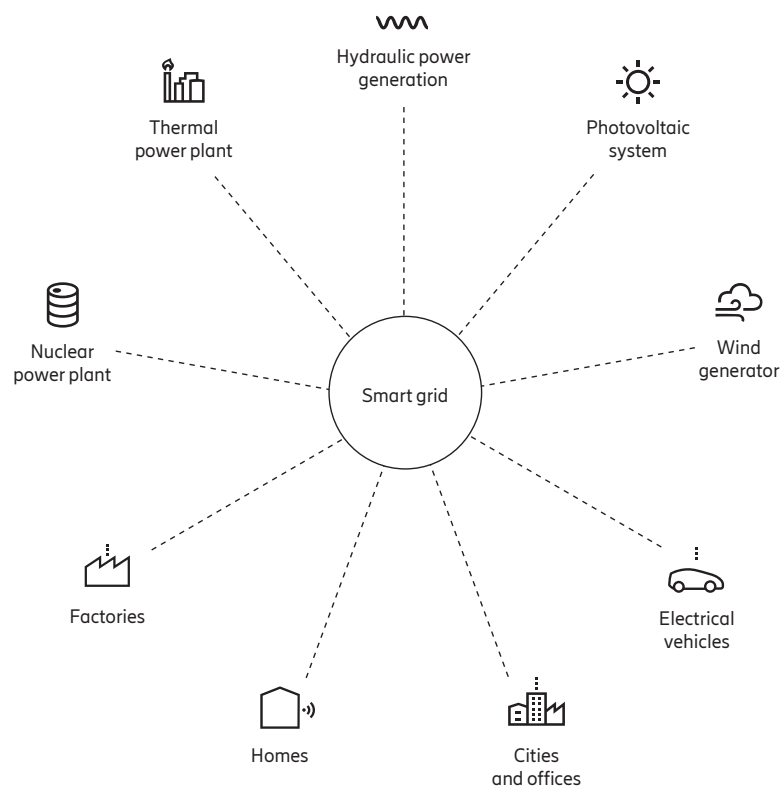 Hydraulic power
generation
Thermal
power plant
Photovoltaic
system
Nuclear
power plant
Wind
generator
Smart grid
Factories
Electrical
vehicles
Homes
Cities
and offices